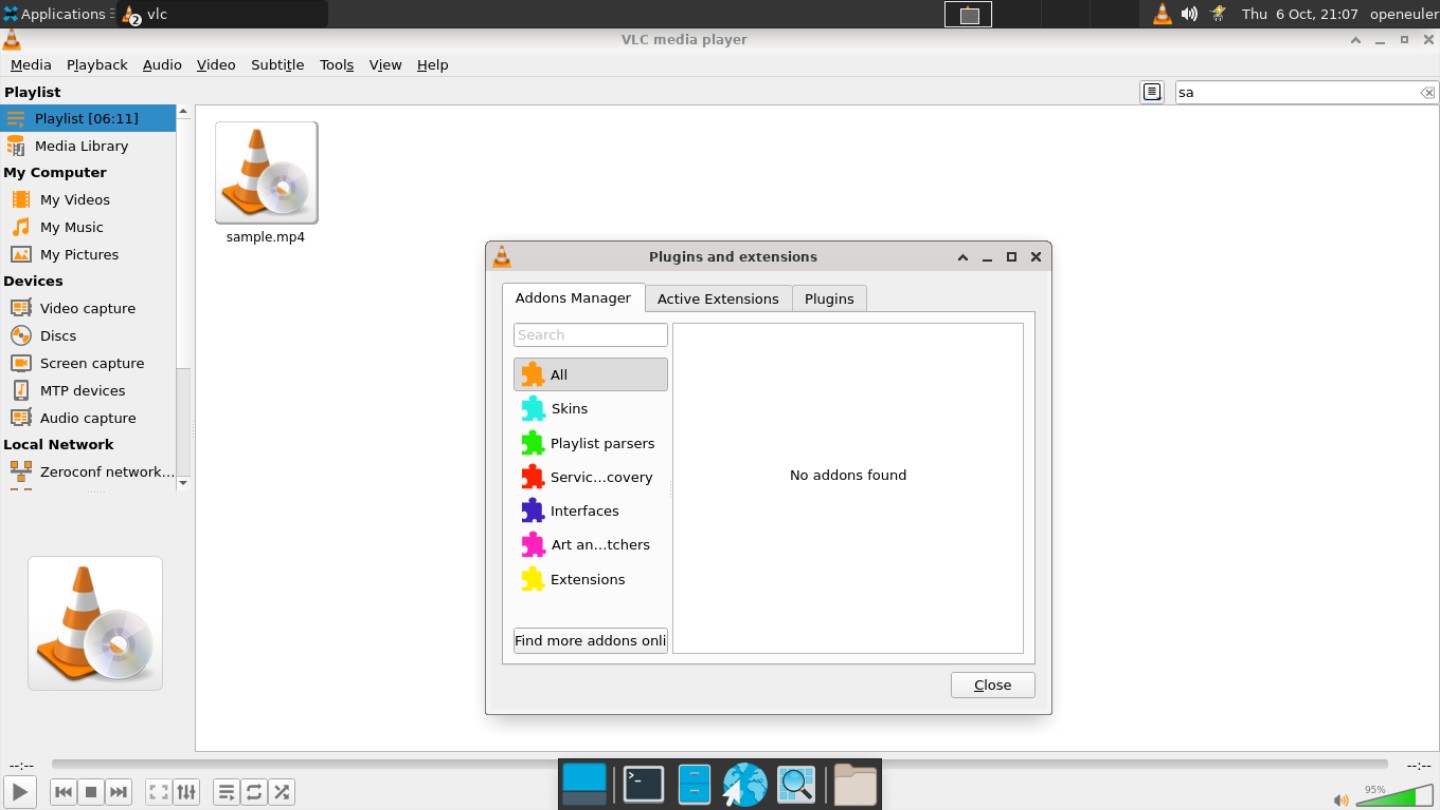 Applications
2 vlc
Thu 6 Oct, 21:07 openeuler
VLC media player
Media Playback Audio Video Subtitle Tools View Help
Playlist
sa
Playlist [06:11]
Media Library
My Computer
My Videos
My Music
My Pictures
Devices
Video capture
Discs
Screen capture
MTP devices
Audio capture
Local Network
Zeroconf network...
sample.mp4
Plugins and extensions
Addons Manager Active Extensions Plugins
Search
All
Skins
Playlist parsers
Servic...covery
Interfaces
Art an...tchers
Extensions
Find more addons onli
No addons found
Close
--:--
--:--
95%